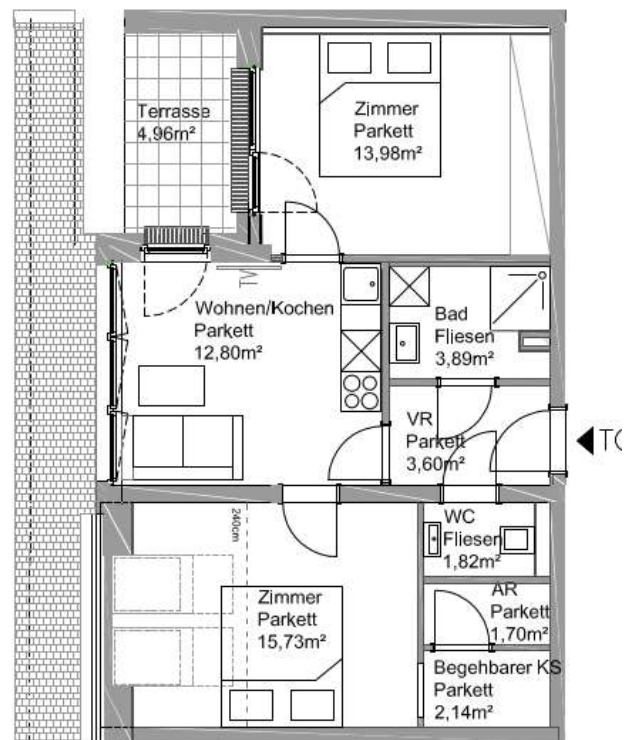 Terrasse
4,96m²
Zimmer
Parkett
13,98m²
TV
Wohnen/Kochen
Parkett
12,80m²
Bad
Fliesen
3,89m²
VR
Parkett
3,60m²
240cm
WC
Fliesen
1,82m²
Zimmer
Parkett
15,73m²
AR
Parkett
1,70m²
Begehbarer KS
Parkett
2,14m²